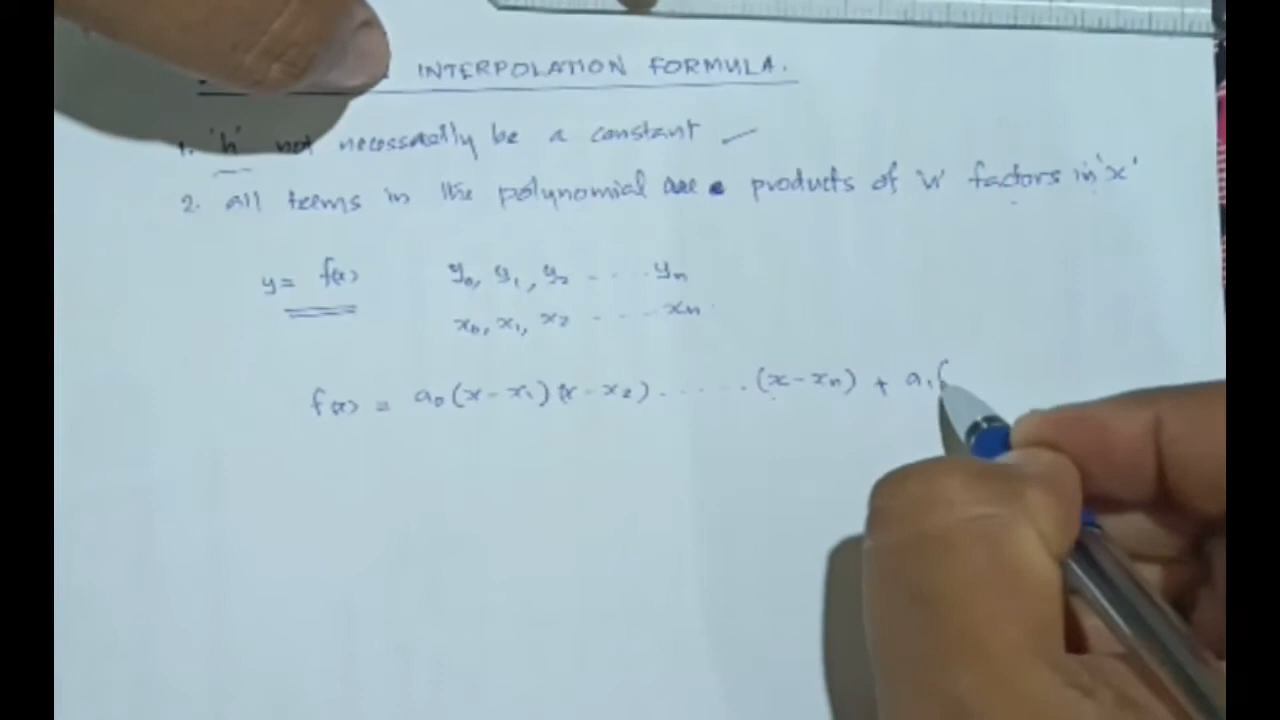 INTERPOLATION FORMULA.
1. 'h' not necessarily be a constant
2. all terms in the polynomial are products of 'n' factors in 'x'
y = f(x) y₀, y₁, y₂ - - - - yₙ
x₀, x₁, x₂ - - - - xₙ
f(x) = a₀(x-x₁)(x-x₂) . . . . . . (x-xₙ) + a₁(